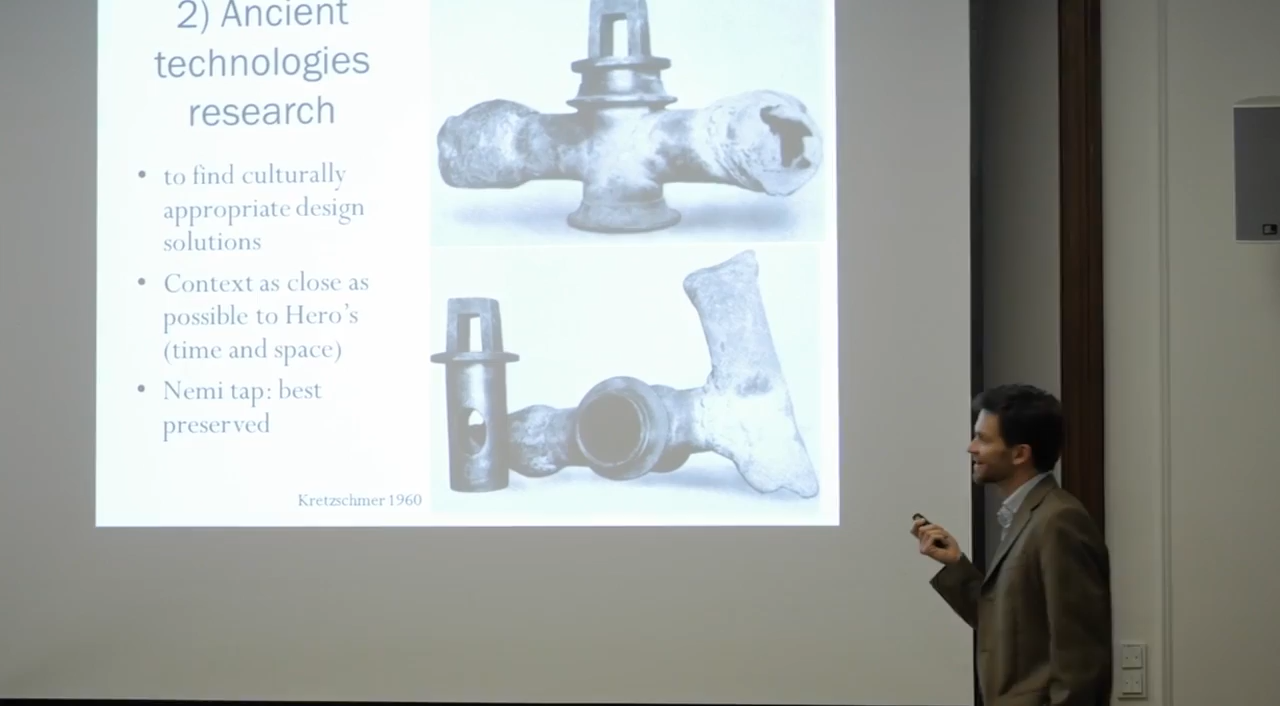 2) Ancient
technologies
research
• to find culturally
appropriate design
solutions
• Context as close as
possible to Hero's
(time and space)
• Nemi tap: best
preserved
Kretzschmer 1960